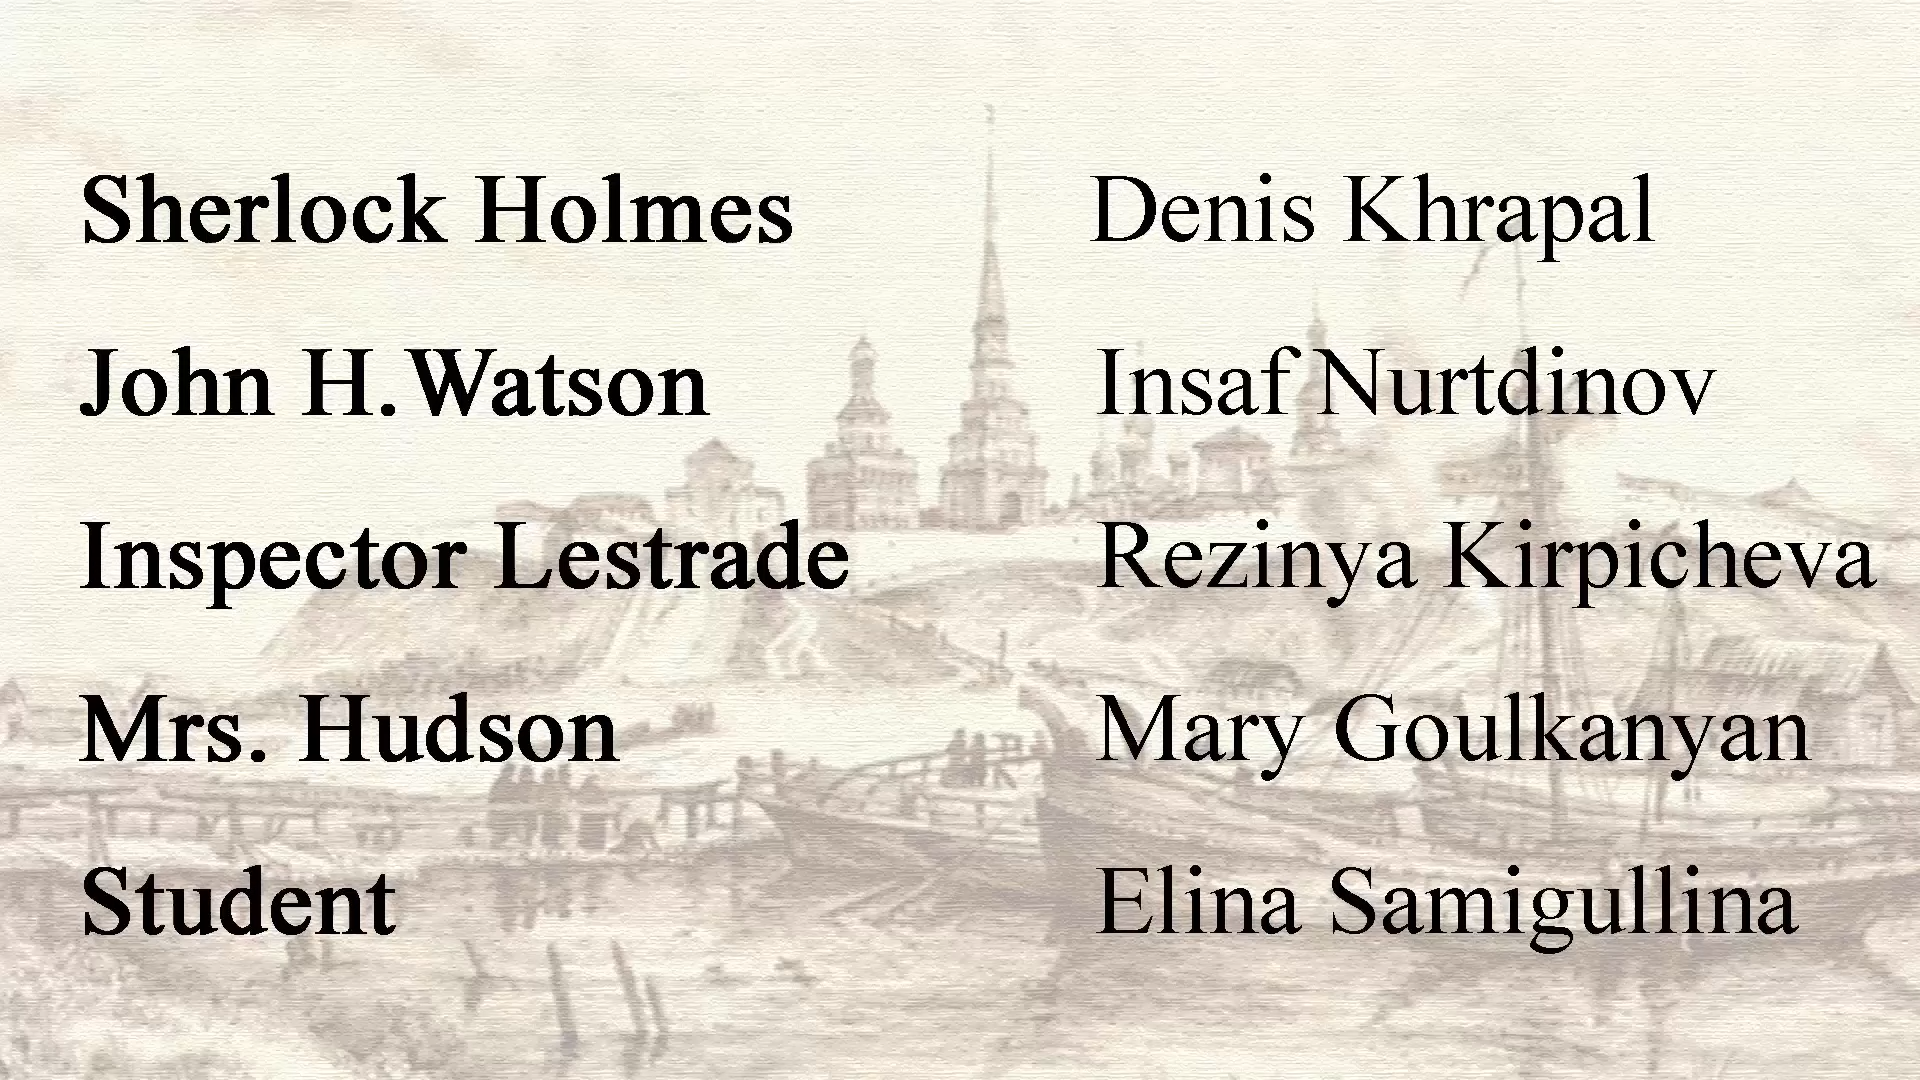 Sherlock Holmes Denis Khrapal
John H. Watson Insaf Nurtdinov
Inspector Lestrade Rezinya Kirpicheva
Mrs. Hudson Mary Goulkanyan
Student Elina Samigullina